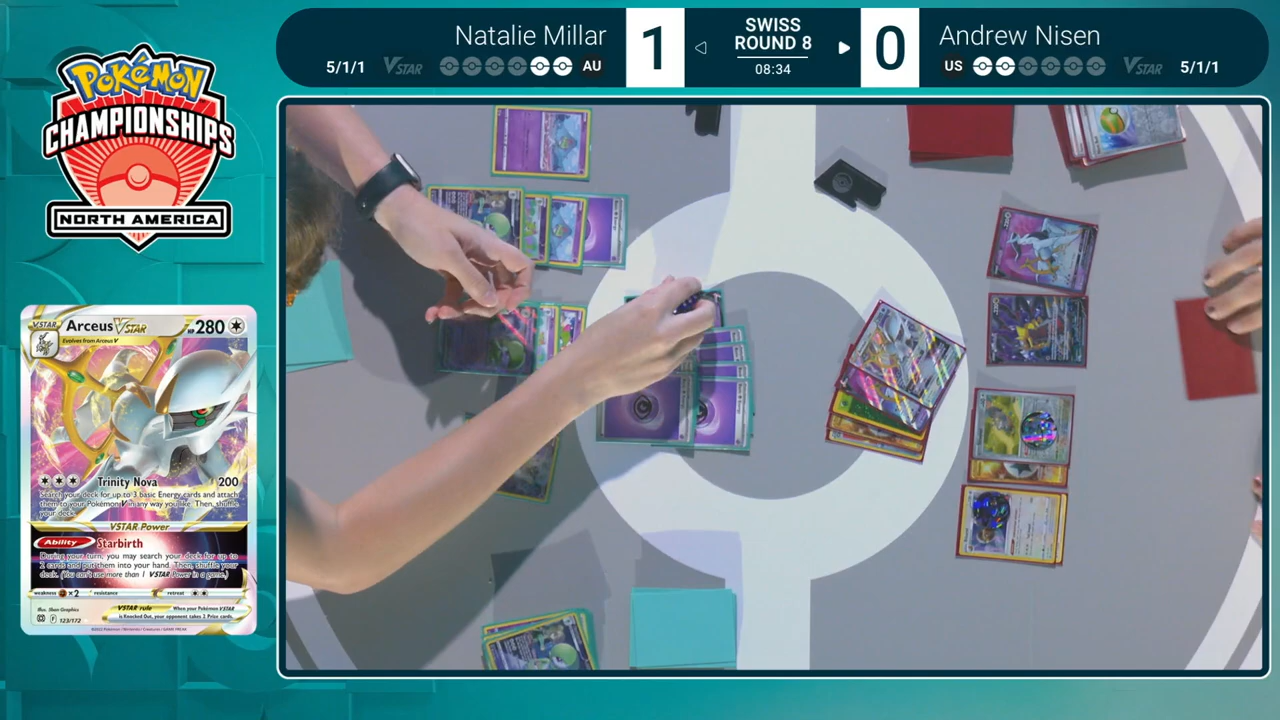 Natalie Millar
1
SWISS
ROUND 8
08:34
0
Andrew Nisen
5/1/1
VSTAR
AU
US
VSTAR
5/1/1
Pokémon
CHAMPIONSHIPS
NORTH AMERICA
VSTAR
Arceus VSTAR
HP 280
Evolves from Arceus V
Trinity Nova 200
Search your deck for up to 3 basic Energy cards and attach
them to your Pokémon V in any way you like. Then, shuffle
your deck.
VSTAR Power
Ability Starbirth
During your turn, you may search your deck for up to
2 cards and put them into your hand. Then, shuffle your
deck. (You can't use more than 1 VSTAR Power in a game.)
weakness ×2 resistance retreat
VSTAR rule
When your Pokémon VSTAR
is Knocked Out, your opponent takes 2 Prize cards.
F 123/172